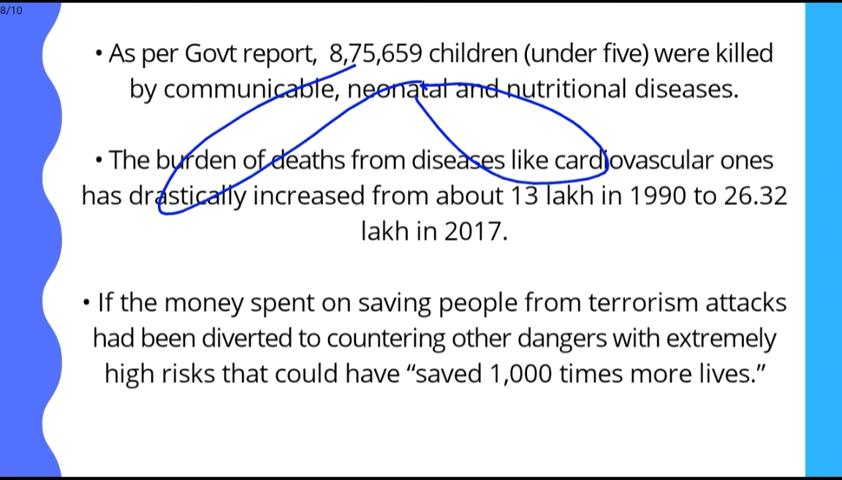 8/10
• As per Govt report, 8,75,659 children (under five) were killed
by communicable, neonatal and nutritional diseases.
• The burden of deaths from diseases like cardiovascular ones
has drastically increased from about 13 lakh in 1990 to 26.32
lakh in 2017.
• If the money spent on saving people from terrorism attacks
had been diverted to countering other dangers with extremely
high risks that could have “saved 1,000 times more lives.”